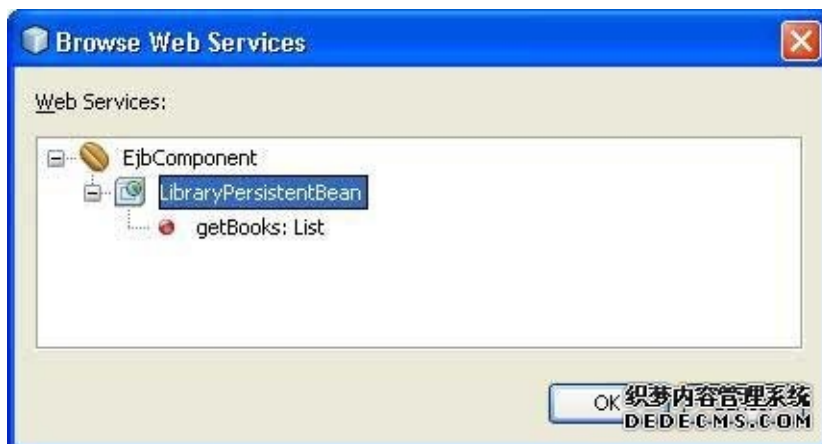 Browse Web Services
Web Services:
EjbComponent
LibraryPersistentBean
getBooks: List
OK
织梦内容管理系统
DEDECMS.COM